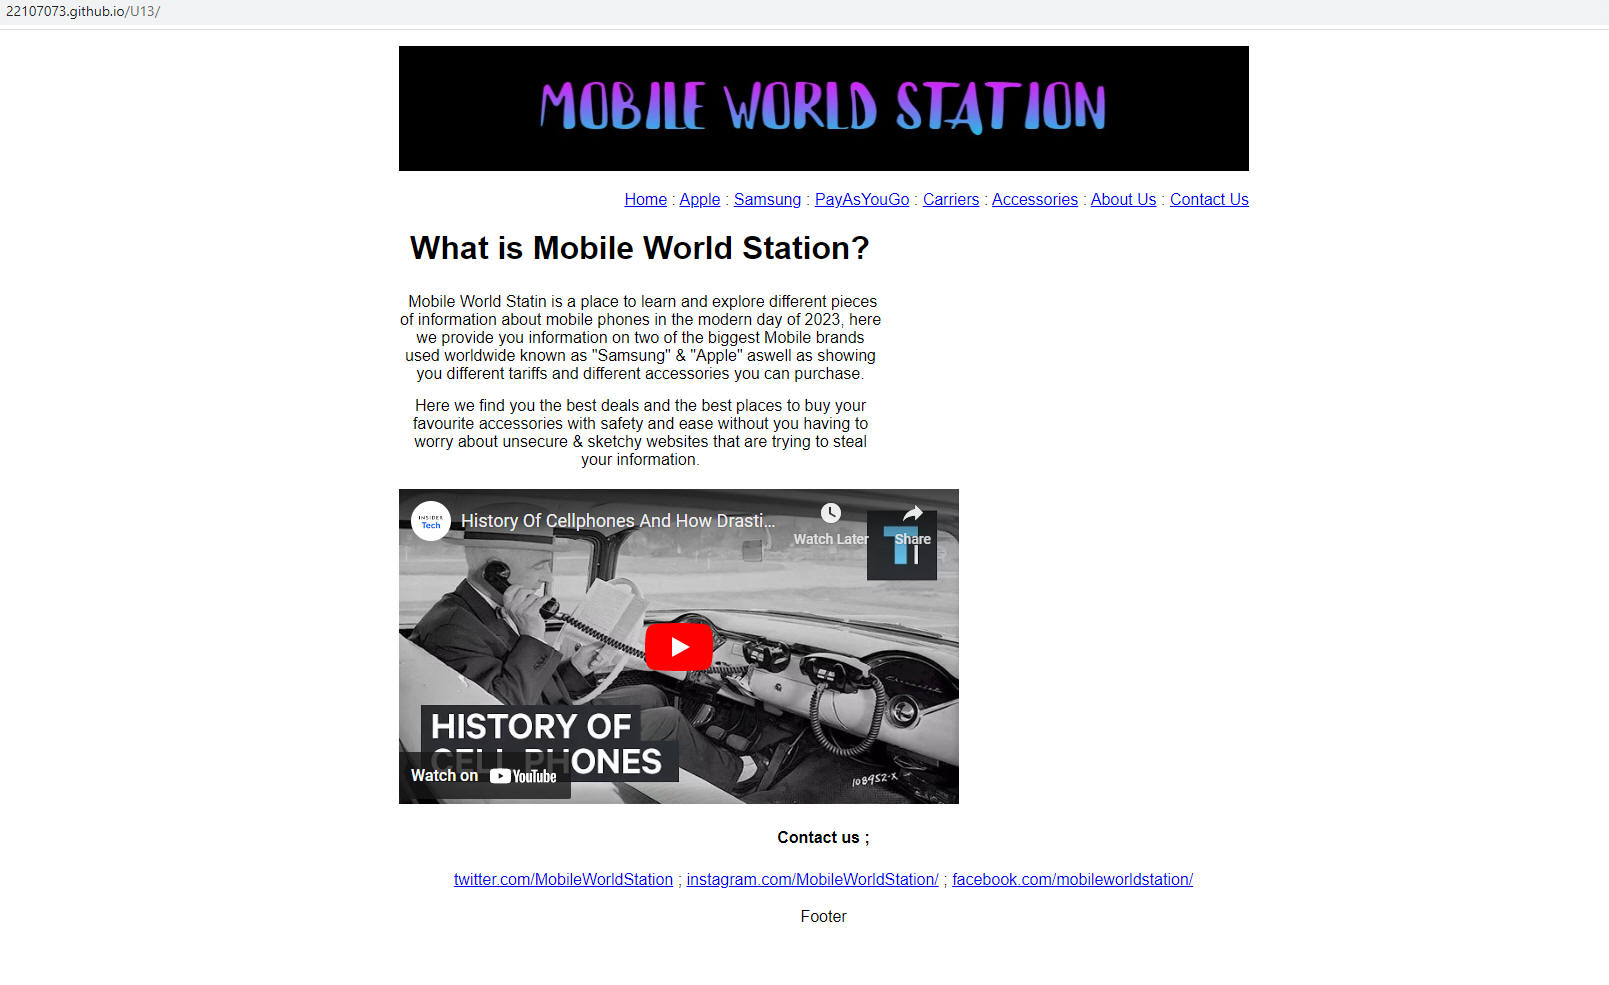 22107073.github.io/U13/
MOBILE WORLD STATION
Home : Apple : Samsung : PayAsYouGo : Carriers : Accessories : About Us : Contact Us
What is Mobile World Station?
Mobile World Statin is a place to learn and explore different pieces
of information about mobile phones in the modern day of 2023, here
we provide you information on two of the biggest Mobile brands
used worldwide known as "Samsung" & "Apple" aswell as showing
you different tariffs and different accessories you can purchase.
Here we find you the best deals and the best places to buy your
favourite accessories with safety and ease without you having to
worry about unsecure & sketchy websites that are trying to steal
your information.
INSIDER
Tech
History Of Cellphones And How Drasti...
Watch Later
Share
TI
HISTORY OF
CELL PHONES
Watch on YouTube
108952-X
Contact us ;
twitter.com/MobileWorldStation ; instagram.com/MobileWorldStation/ ; facebook.com/mobileworldstation/
Footer